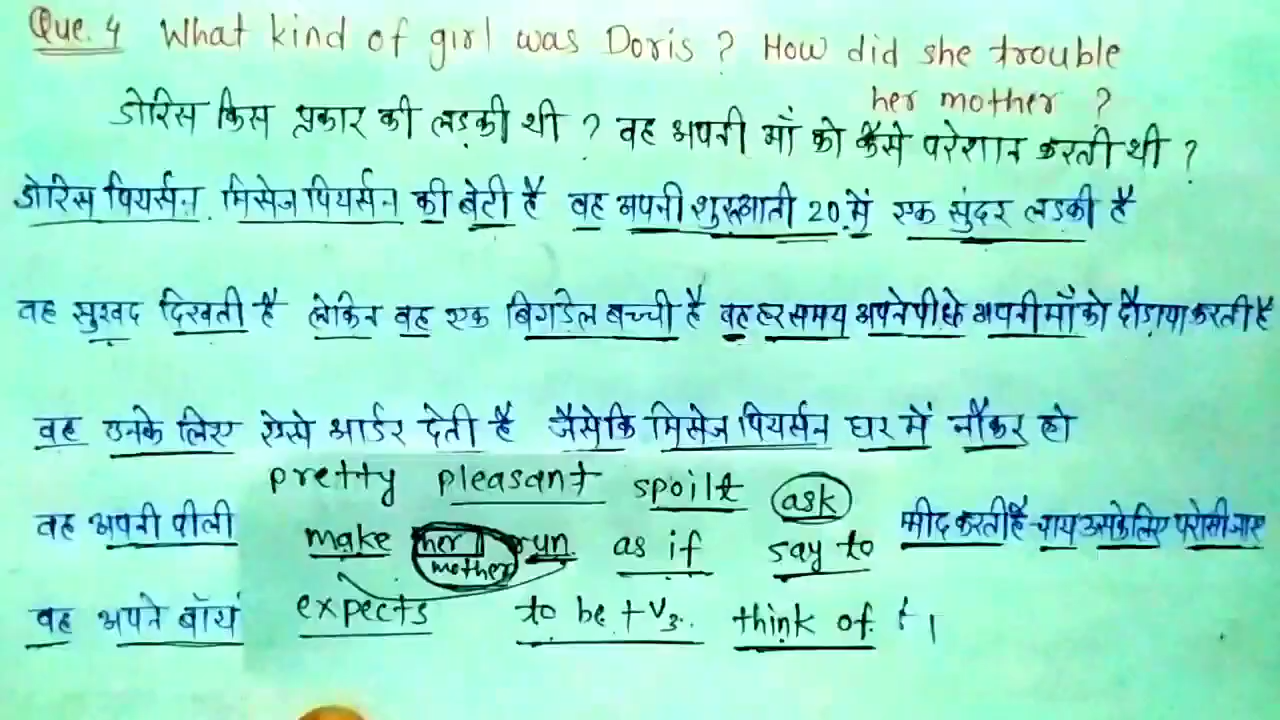 Que. 4 What kind of girl was Doris ? How did she trouble
her mother ?
डोरिस किस प्रकार की लड़की थी ? वह अपनी माँ को कैसे परेशान करती थी ?
डोरिस पियर्सन मिसेज पियर्सन की बेटी है वह अपनी शुरुआती 20 में एक सुंदर लडकी है
वह सुखद दिखती है लेकिन वह एक बिगडैल बच्ची है वह हर समय अपने पीछे अपनी माँ को दौड़ाया करती है
वह उनके लिए ऐसे आर्डर देती है जैसेकि मिसेज पियर्सन घर में नौकर हो
pretty pleasant spoilt ask
वह अपनी पीली मीद करती है चाय उसके लिए परोसी जाए
make her run as if say to
mother
वह अपने बॉय expects to be + V3. think of